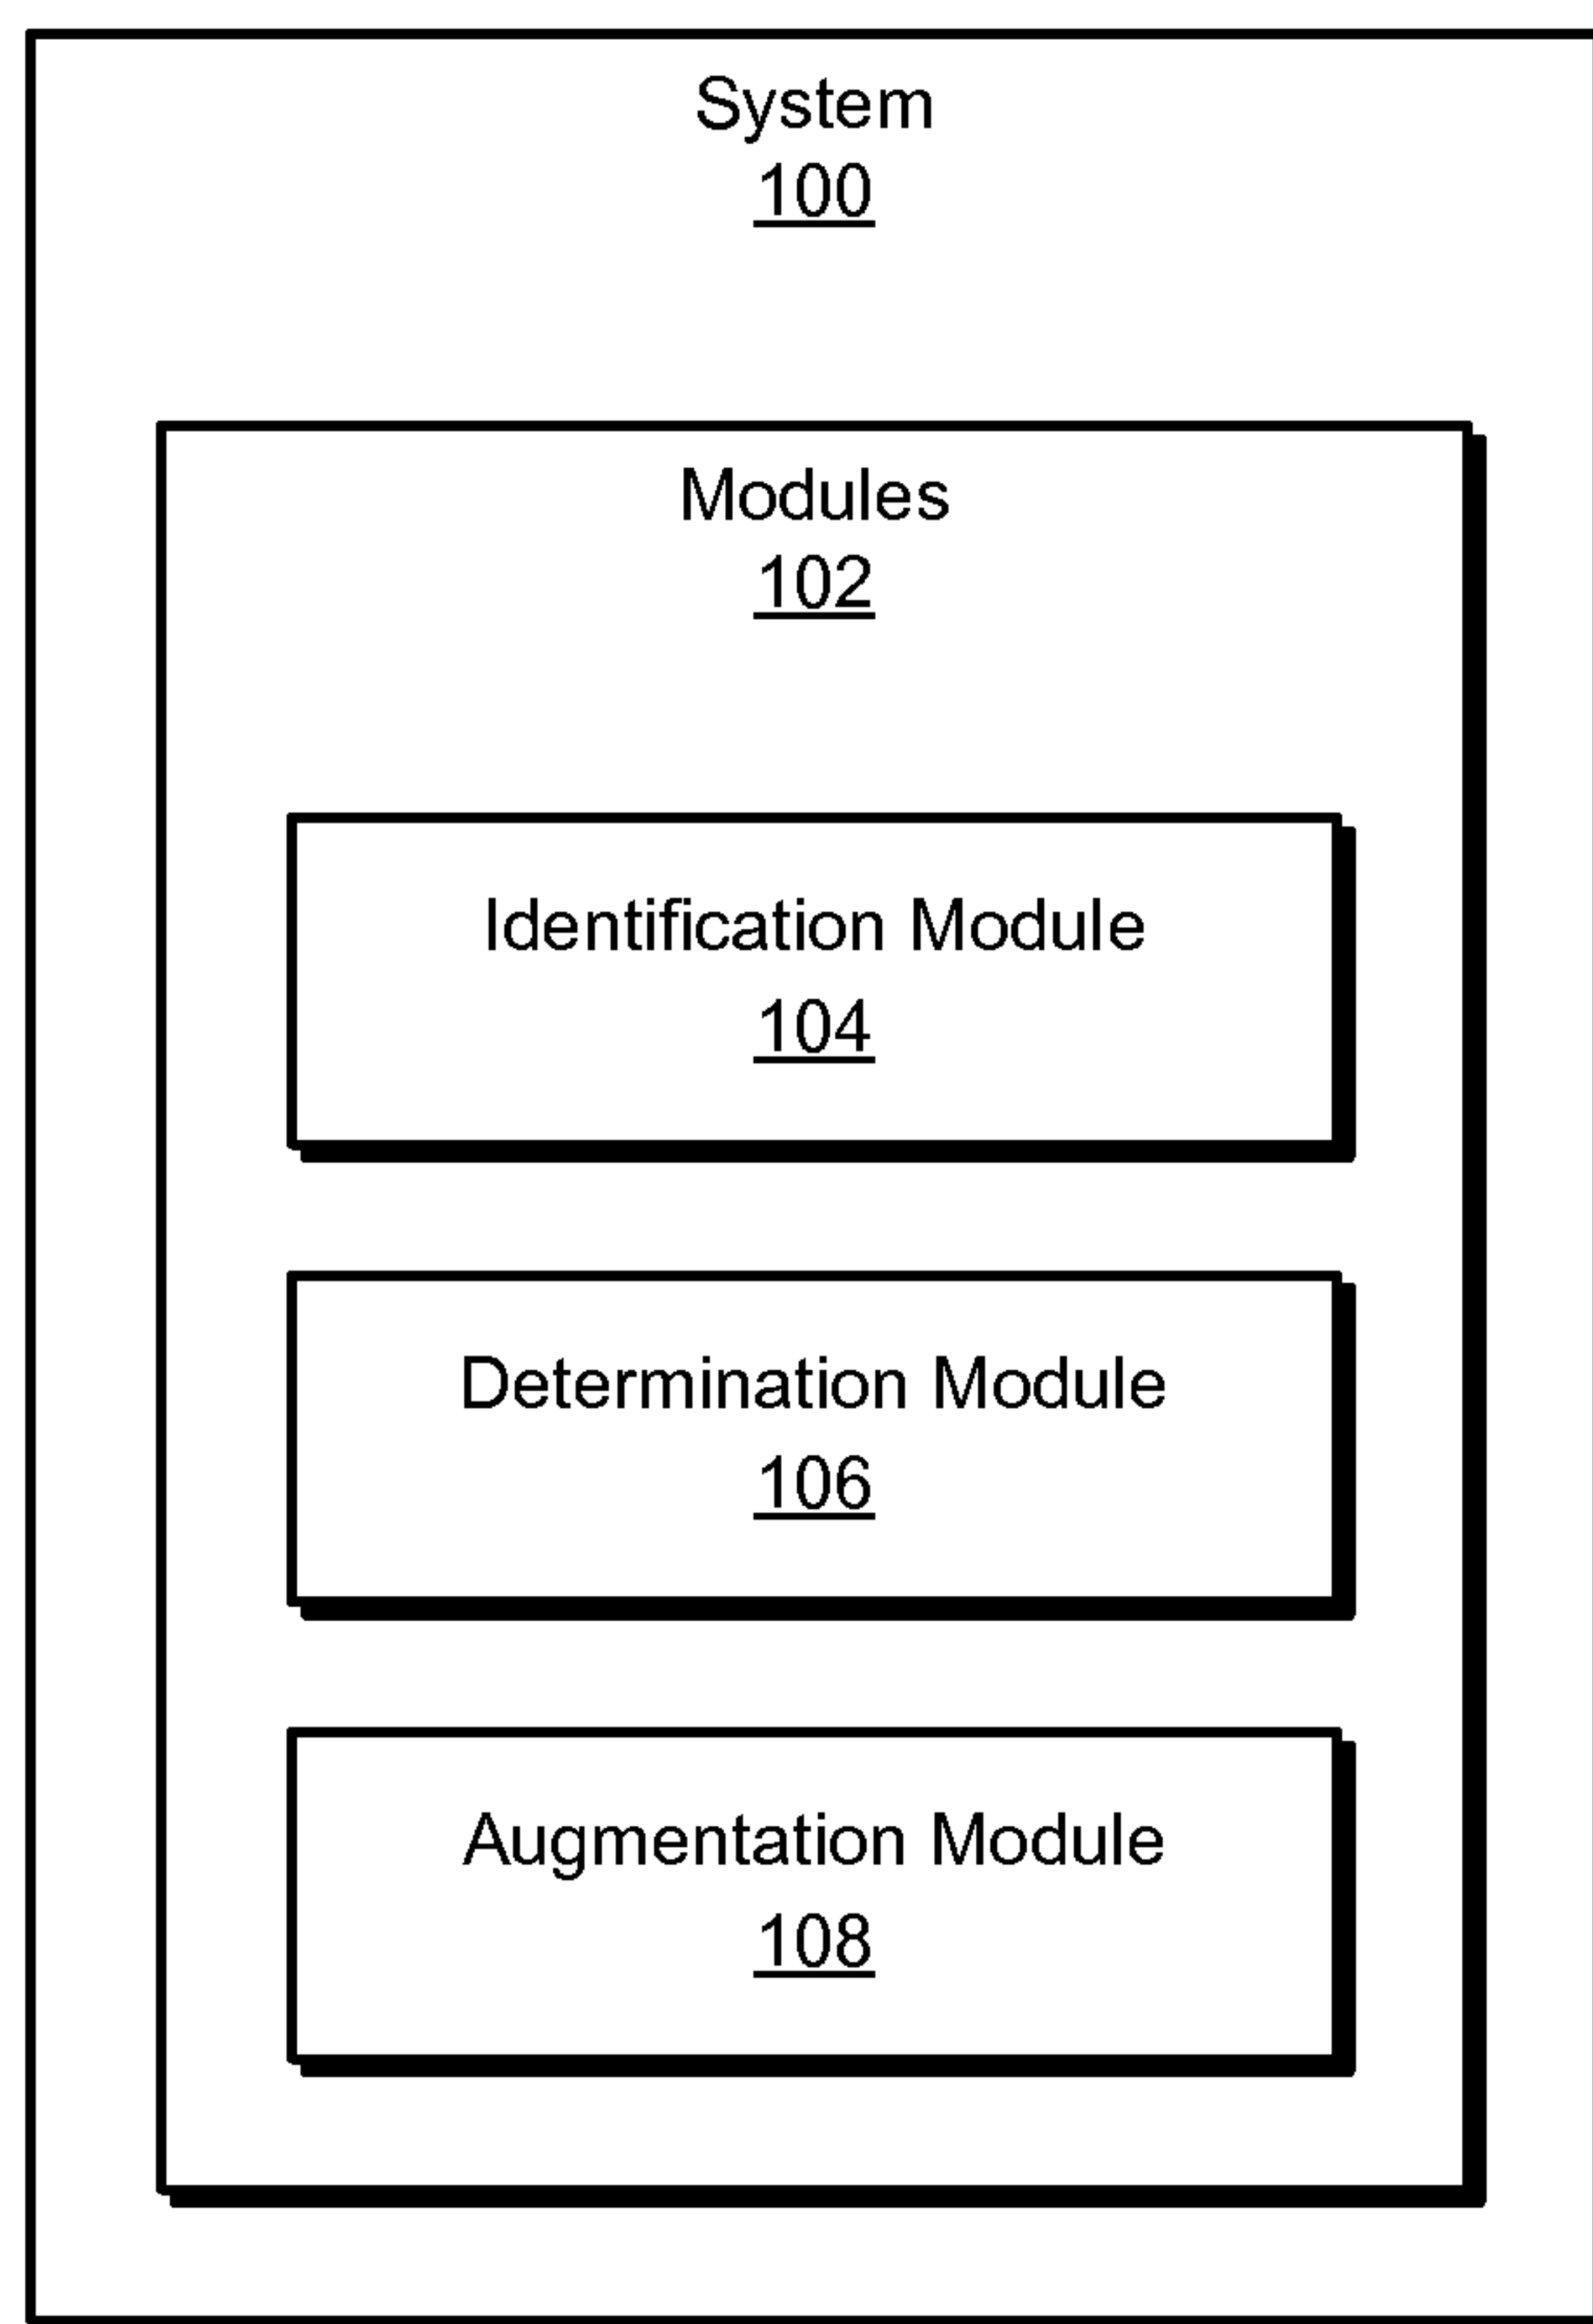 System
100
Modules
102
Identification Module
104
Determination Module
106
Augmentation Module
108